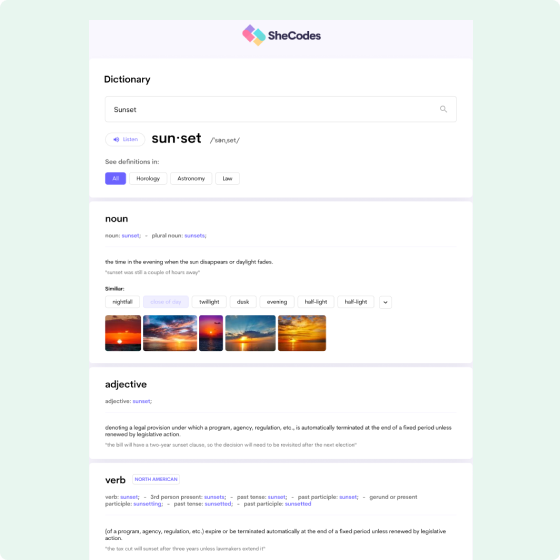 SheCodes
Dictionary
Sunset
Listen sun·set /ˈsənˌset/
See definitions in:
All Horology Astronomy Law
noun
noun: sunset; - plural noun: sunsets;
the time in the evening when the sun disappears or daylight fades.
"sunset was still a couple of hours away"
Similiar:
nightfall close of day twillight dusk evening half-light half-light
adjective
adjective: sunset;
denoting a legal provision under which a program, agency, regulation, etc., is automatically terminated at the end of a fixed period unless
renewed by legislative action.
"the bill will have a two-year sunset clause, so the decision will need to be revisited after the next election"
verb NORTH AMERICAN
verb: sunset; - 3rd person present: sunsets; - past tense: sunset; - past participle: sunset; - gerund or present
participle: sunsetting; - past tense: sunsetted; - past participle: sunsetted
(of a program, agency, regulation, etc.) expire or be terminated automatically at the end of a fixed period unless renewed by legislative
action.
"the tax cut will sunset after three years unless lawmakers extend it"